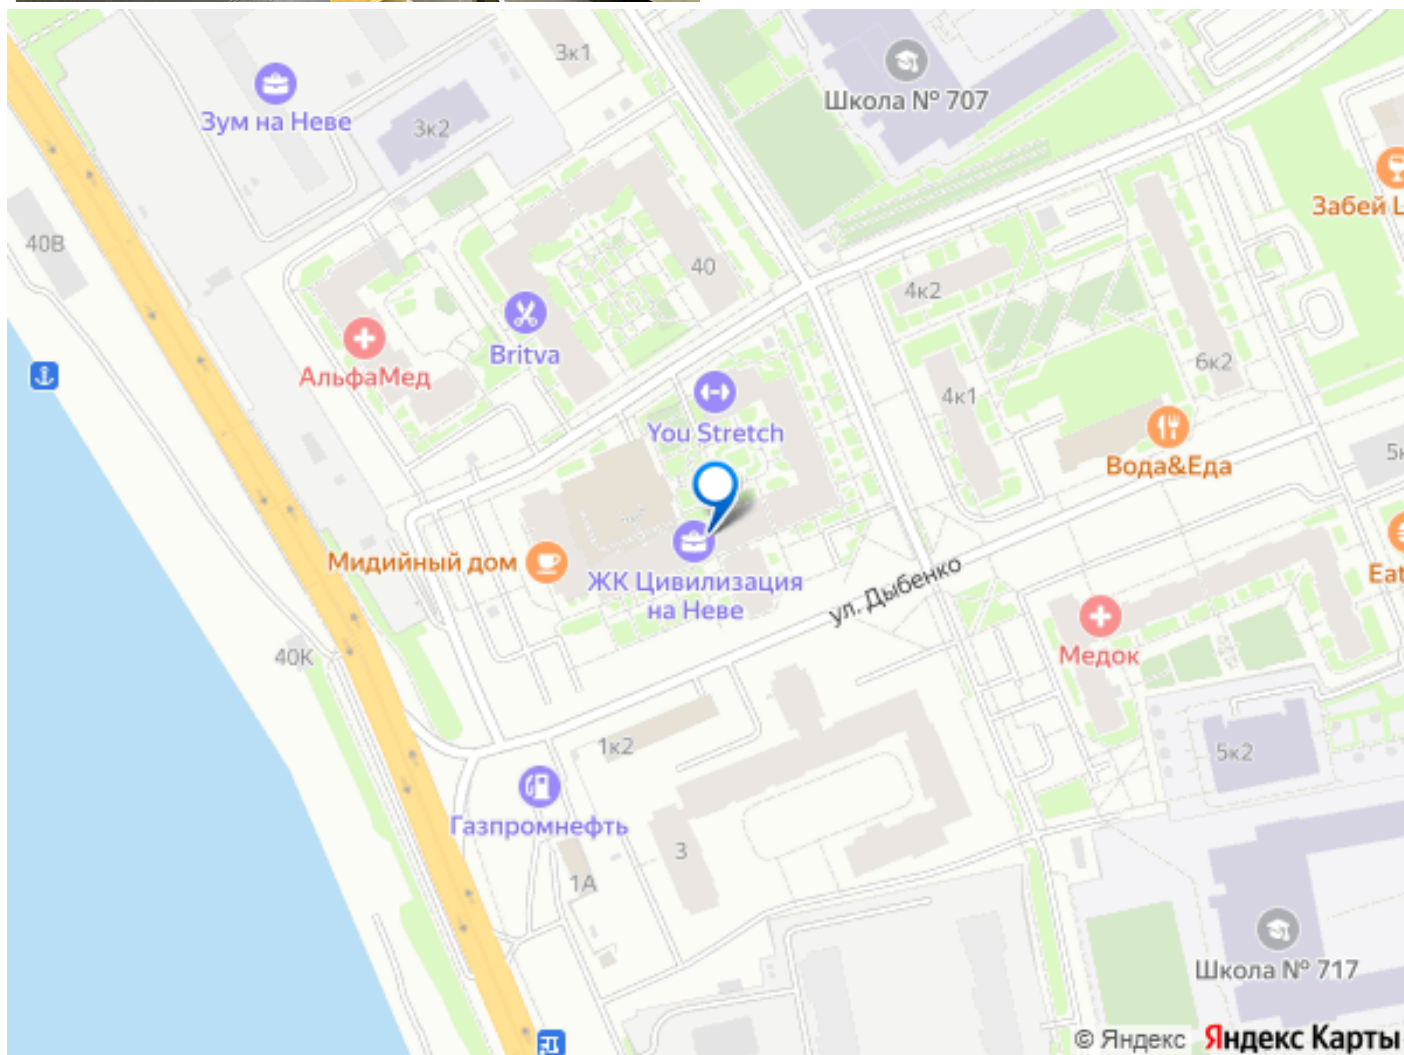 3к1
Школа № 707
Зум на Неве
3к2
Забей L
40В
40
4к2
Britva
АльфаМед
6к2
4к1
You Stretch
Вода&Еда
5к
Мидийный дом
ЖК Цивилизация
на Неве
ул. Дыбенко
Eat
Медок
40К
1к2
5к2
Газпромнефть
3
1А
Школа № 717
© Яндекс Яндекс Карты